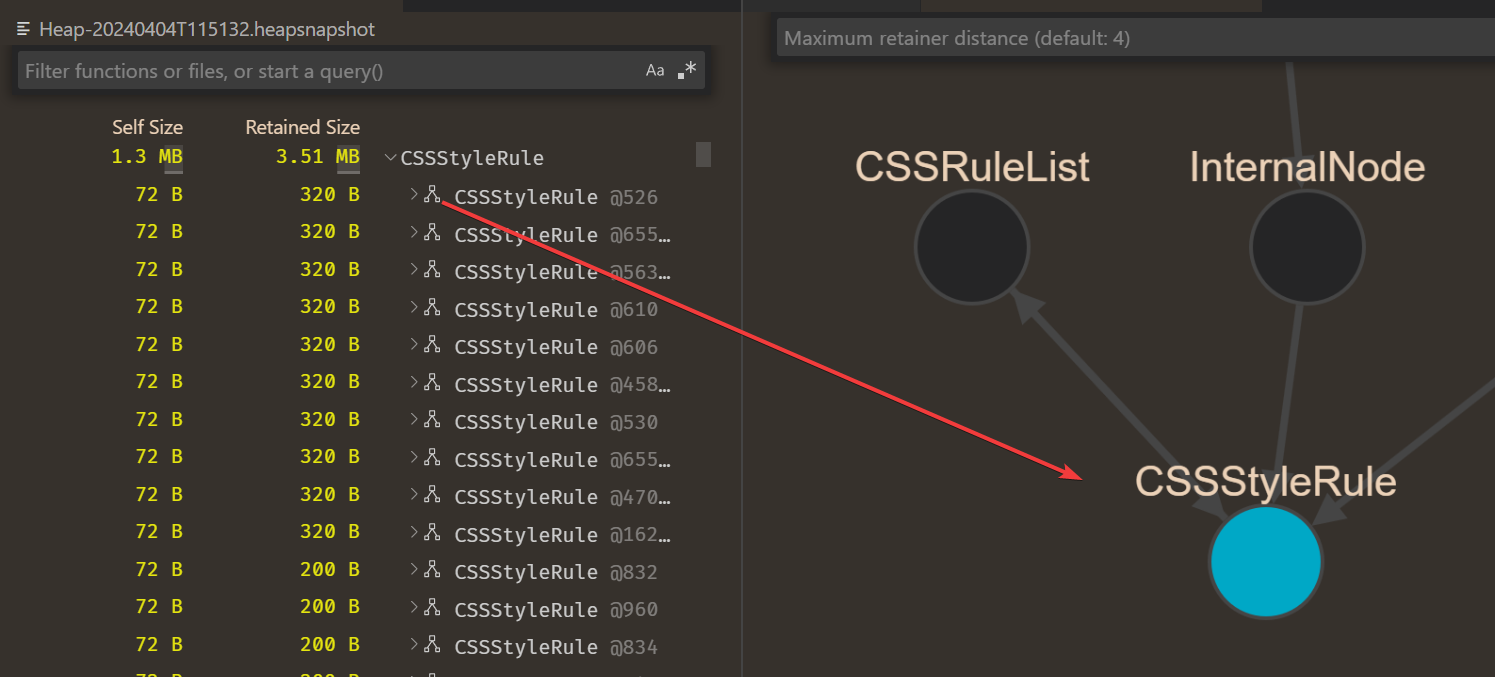 Heap-20240404T115132.heapsnapshot
Filter functions or files, or start a query()
Aa .*
Self Size Retained Size
1.3 MB 3.51 MB CSSStyleRule
72 B 320 B CSSStyleRule @526
72 B 320 B CSSStyleRule @655…
72 B 320 B CSSStyleRule @563…
72 B 320 B CSSStyleRule @610
72 B 320 B CSSStyleRule @606
72 B 320 B CSSStyleRule @458…
72 B 320 B CSSStyleRule @530
72 B 320 B CSSStyleRule @655…
72 B 320 B CSSStyleRule @470…
72 B 320 B CSSStyleRule @162…
72 B 200 B CSSStyleRule @832
72 B 200 B CSSStyleRule @960
72 B 200 B CSSStyleRule @834
Maximum retainer distance (default: 4)
CSSRuleList
InternalNode
CSSStyleRule